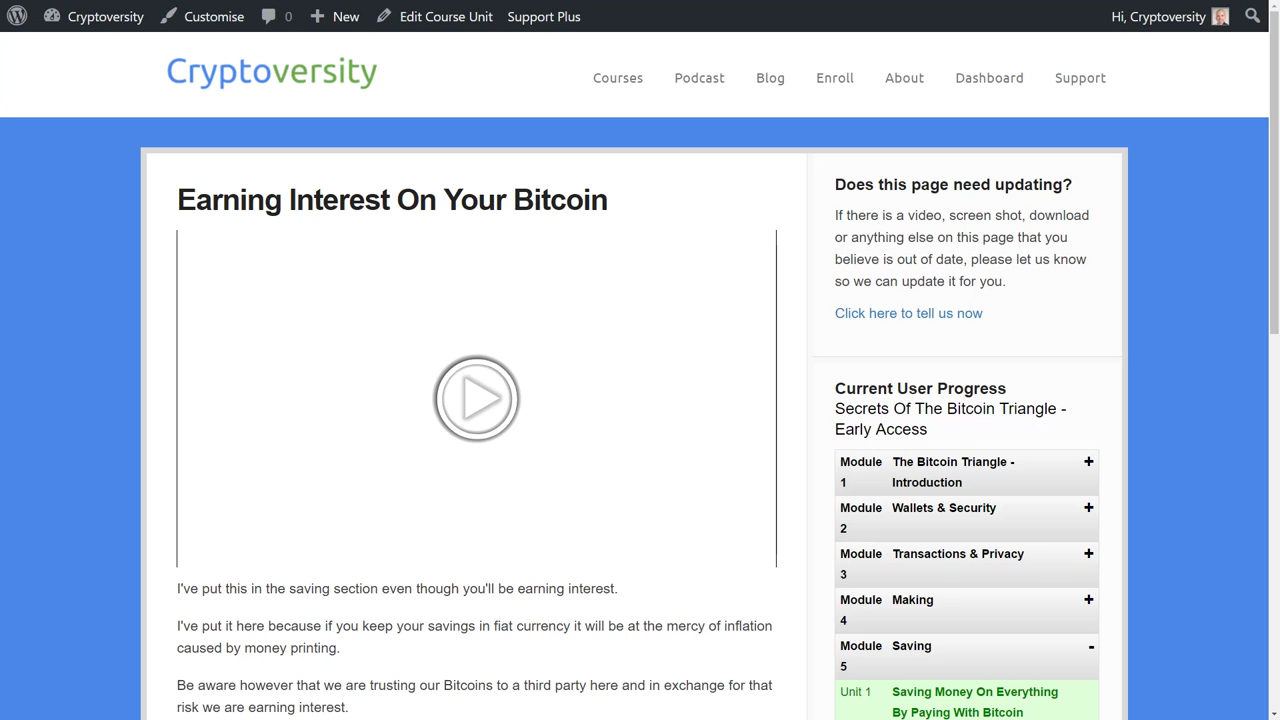 Cryptoversity Customise 0 New Edit Course Unit Support Plus Hi, Cryptoversity
Cryptoversity
Courses Podcast Blog Enroll About Dashboard Support
Earning Interest On Your Bitcoin
I've put this in the saving section even though you'll be earning interest.
I've put it here because if you keep your savings in fiat currency it will be at the mercy of inflation
caused by money printing.
Be aware however that we are trusting our Bitcoins to a third party here and in exchange for that
risk we are earning interest.
Does this page need updating?
If there is a video, screen shot, download
or anything else on this page that you
believe is out of date, please let us know
so we can update it for you.
Click here to tell us now
Current User Progress
Secrets Of The Bitcoin Triangle -
Early Access
Module The Bitcoin Triangle - +
1 Introduction
Module Wallets & Security +
2
Module Transactions & Privacy +
3
Module Making +
4
Module Saving -
5
Unit 1 Saving Money On Everything
By Paying With Bitcoin